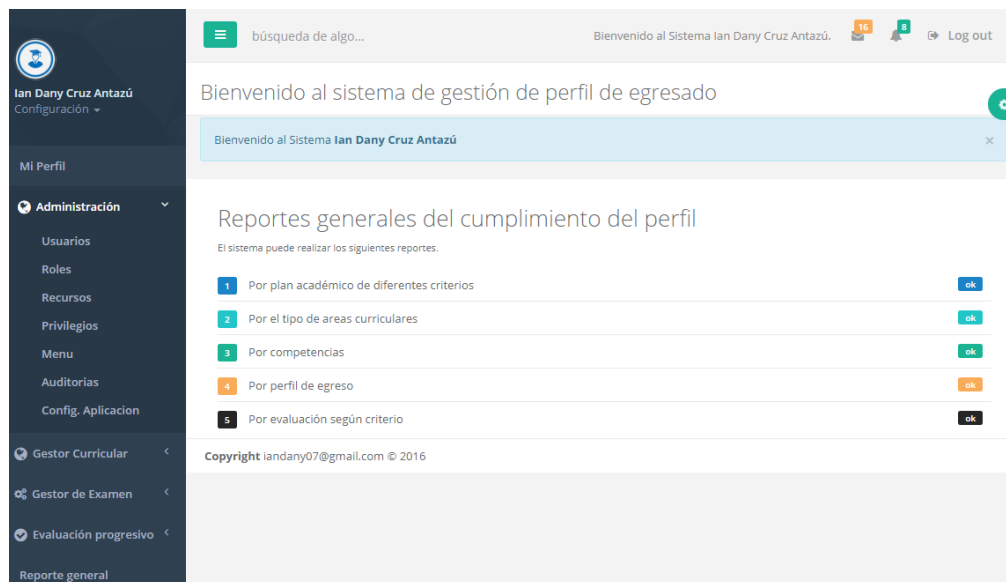 Ian Dany Cruz Antazú
Configuración
Mi Perfil
Administración
Usuarios
Roles
Recursos
Privilegios
Menu
Auditorias
Config. Aplicacion
Gestor Curricular
Gestor de Examen
Evaluación progresivo
Reporte general
búsqueda de algo...
Bienvenido al Sistema Ian Dany Cruz Antazú.
16
8
Log out
Bienvenido al sistema de gestión de perfil de egresado
Bienvenido al Sistema Ian Dany Cruz Antazú ×
Reportes generales del cumplimiento del perfil
El sistema puede realizar los siguientes reportes.
1 Por plan académico de diferentes criterios ok
2 Por el tipo de areas curriculares ok
3 Por competencias ok
4 Por perfil de egreso ok
5 Por evaluación según criterio ok
Copyright iandany07@gmail.com © 2016